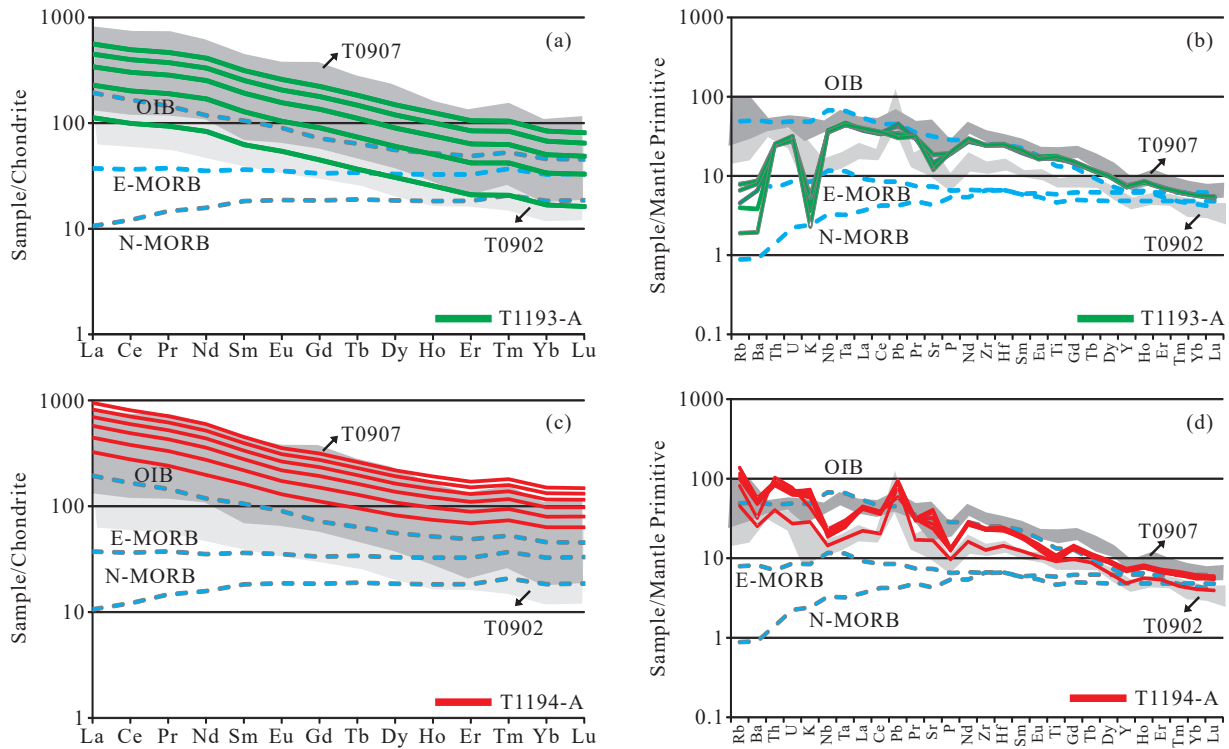 1000
100
10
1
Sample/Chondrite
(a)
T0907
OIB
E-MORB
N-MORB
T0902
T1193-A
La Ce Pr Nd Sm Eu Gd Tb Dy Ho Er Tm Yb Lu
1000
100
10
1
0.1
Sample/Mantle Primitive
(b)
OIB
T0907
E-MORB
N-MORB
T0902
T1193-A
Rb Ba Th U K Nb Ta La Ce Pb Pr Sr P Nd Zr Hf Sm Eu Ti Gd Tb Dy Y Ho Er Tm Yb Lu
1000
100
10
1
Sample/Chondrite
(c)
T0907
OIB
E-MORB
N-MORB
T0902
T1194-A
La Ce Pr Nd Sm Eu Gd Tb Dy Ho Er Tm Yb Lu
1000
100
10
1
0.1
Sample/Mantle Primitive
(d)
OIB
T0907
E-MORB
N-MORB
T0902
T1194-A
Rb Ba Th U K Nb Ta La Ce Pb Pr Sr P Nd Zr Hf Sm Eu Ti Gd Tb Dy Y Ho Er Tm Yb Lu